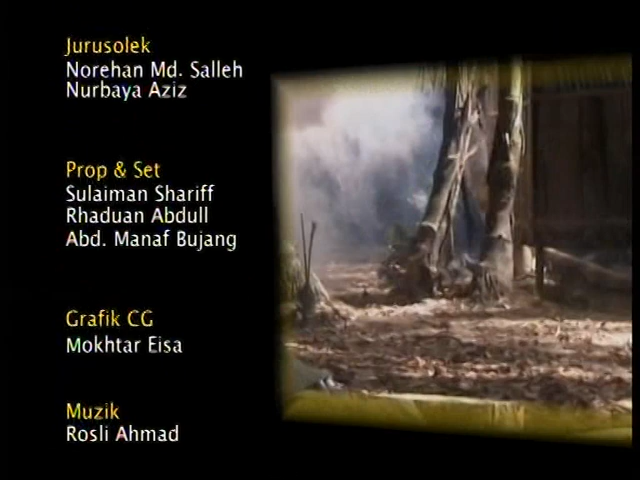 Jurusolek
Norehan Md. Salleh
Nurbaya Aziz
Prop & Set
Sulaiman Shariff
Rhaduan Abdull
Abd. Manaf Bujang
Grafik CG
Mokhtar Eisa
Muzik
Rosli Ahmad